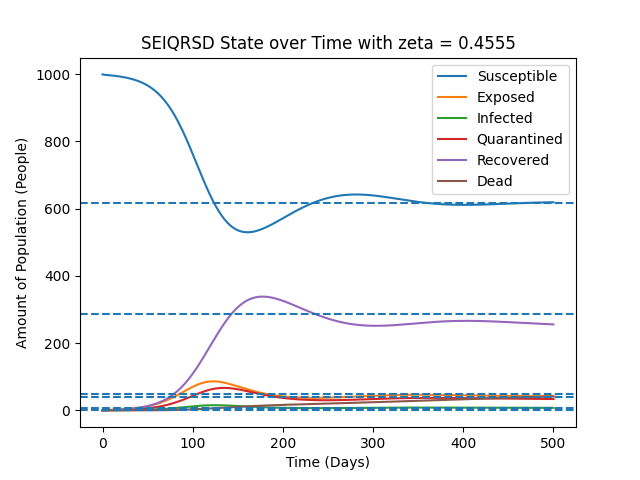 SEIQRSD State over Time with zeta = 0.4555
Amount of Population (People)
1000
800
600
400
200
0
Susceptible
Exposed
Infected
Quarantined
Recovered
Dead
0 100 200 300 400 500
Time (Days)